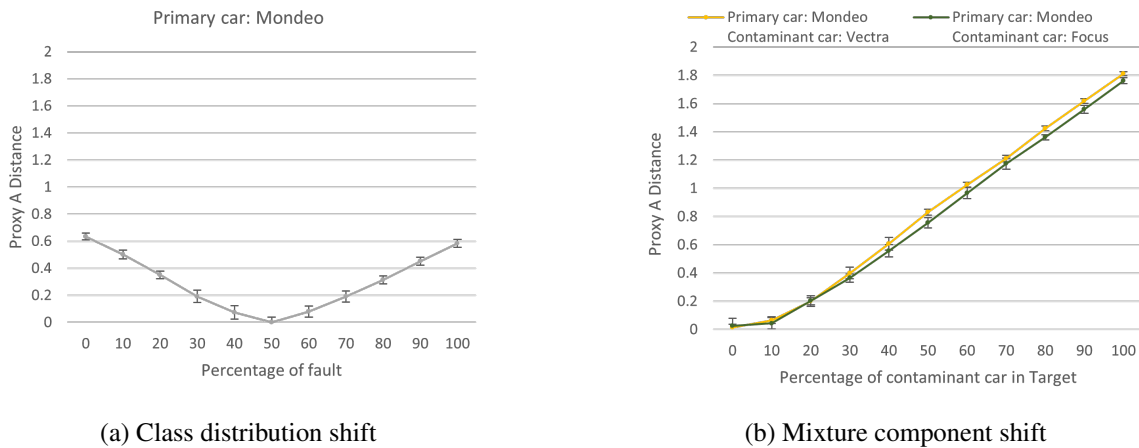 Primary car: Mondeo
2
1.8
1.6
1.4
1.2
1
0.8
0.6
0.4
0.2
0
Proxy A Distance
0 10 20 30 40 50 60 70 80 90 100
Percentage of fault
(a) Class distribution shift
Primary car: Mondeo
Contaminant car: Vectra
Primary car: Mondeo
Contaminant car: Focus
2
1.8
1.6
1.4
1.2
1
0.8
0.6
0.4
0.2
0
Proxy A Distance
0 10 20 30 40 50 60 70 80 90 100
Percentage of contaminant car in Target
(b) Mixture component shift